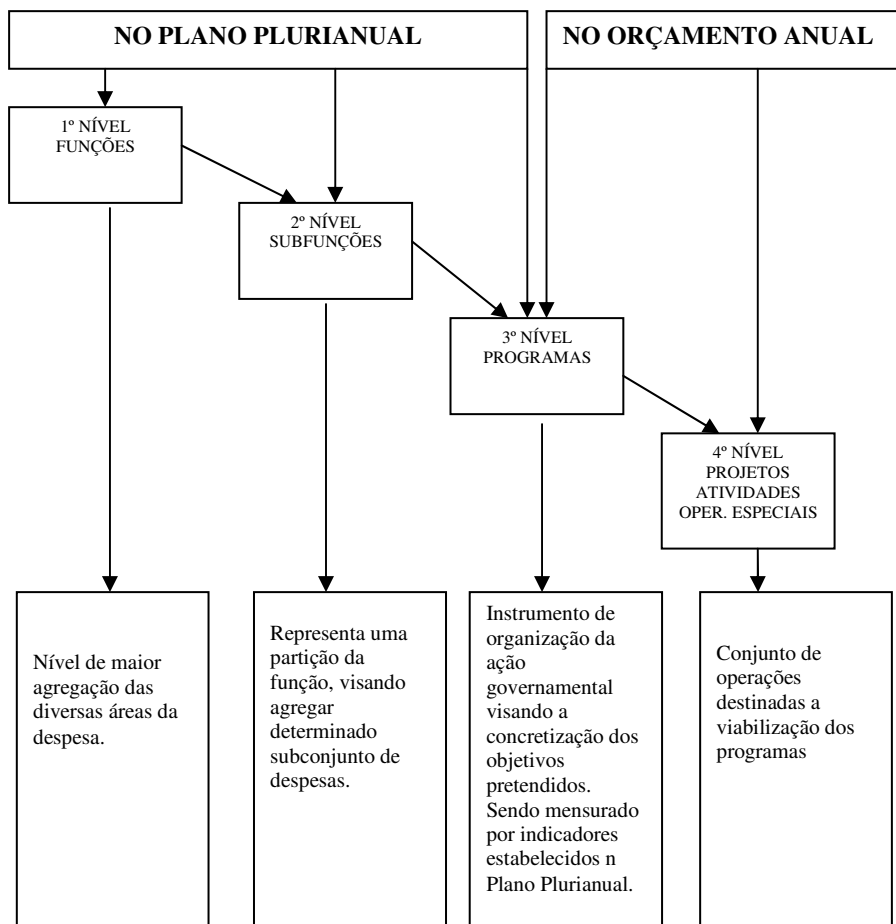 NO PLANO PLURIANUAL
NO ORÇAMENTO ANUAL
1º NÍVEL
FUNÇÕES
2º NÍVEL
SUBFUNÇÕES
3º NÍVEL
PROGRAMAS
4º NÍVEL
PROJETOS
ATIVIDADES
OPER. ESPECIAIS
Nível de maior
agregação das
diversas áreas da
despesa.
Representa uma
partição da
função, visando
agregar
determinado
subconjunto de
despesas.
Instrumento de
organização da
ação
governamental
visando a
concretização dos
objetivos
pretendidos.
Sendo mensurado
por indicadores
estabelecidos n
Plano Plurianual.
Conjunto de
operações
destinadas a
viabilização dos
programas